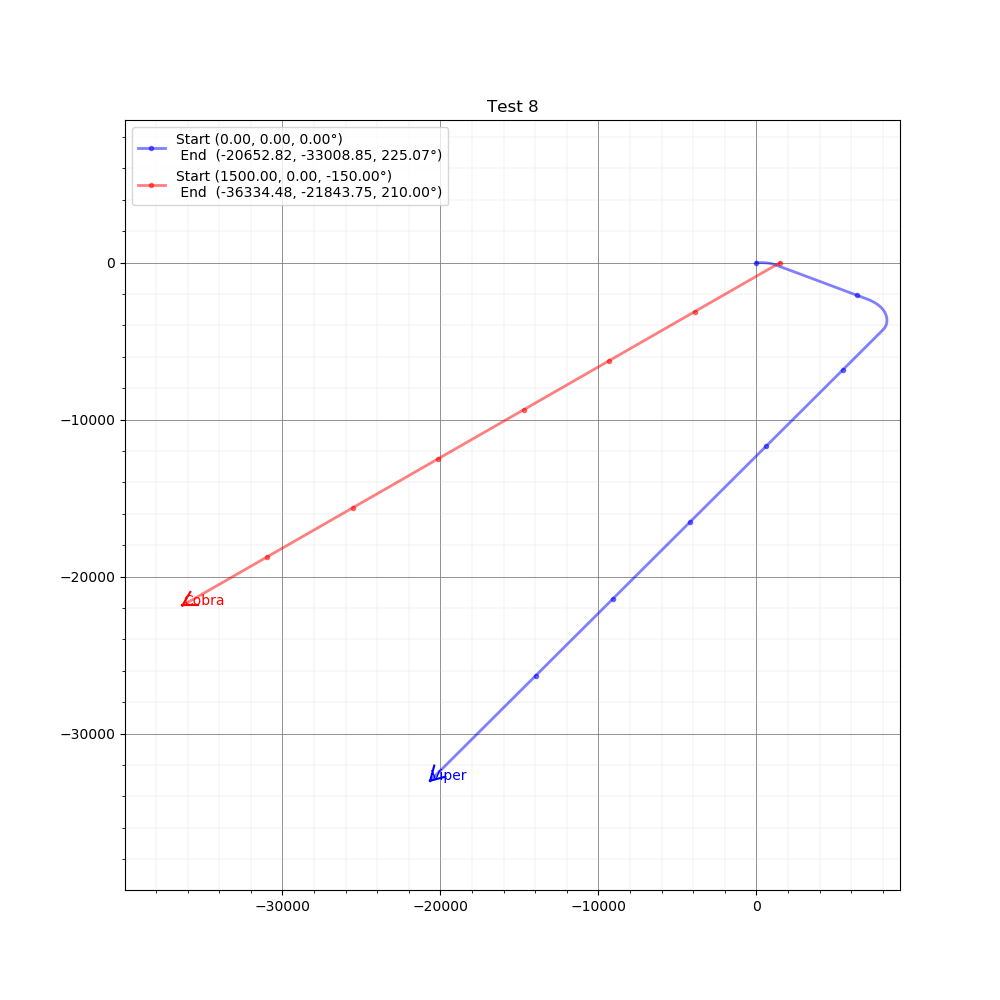 Test 8
Start (0.00, 0.00, 0.00°)
End (-20652.82, -33008.85, 225.07°)
Start (1500.00, 0.00, -150.00°)
End (-36334.48, -21843.75, 210.00°)
0
−10000
−20000
−30000
Cobra
Viper
−30000
−20000
−10000
0